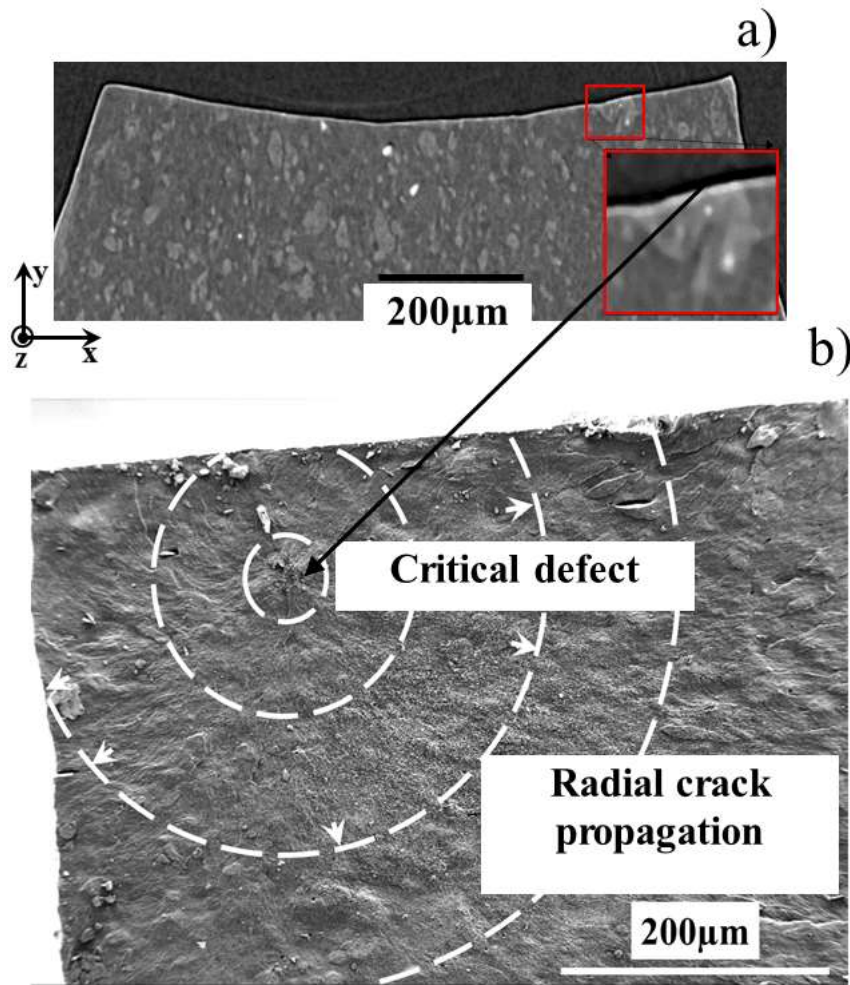 a)
y
z
x
200μm
b)
Critical defect
Radial crack
propagation
200μm